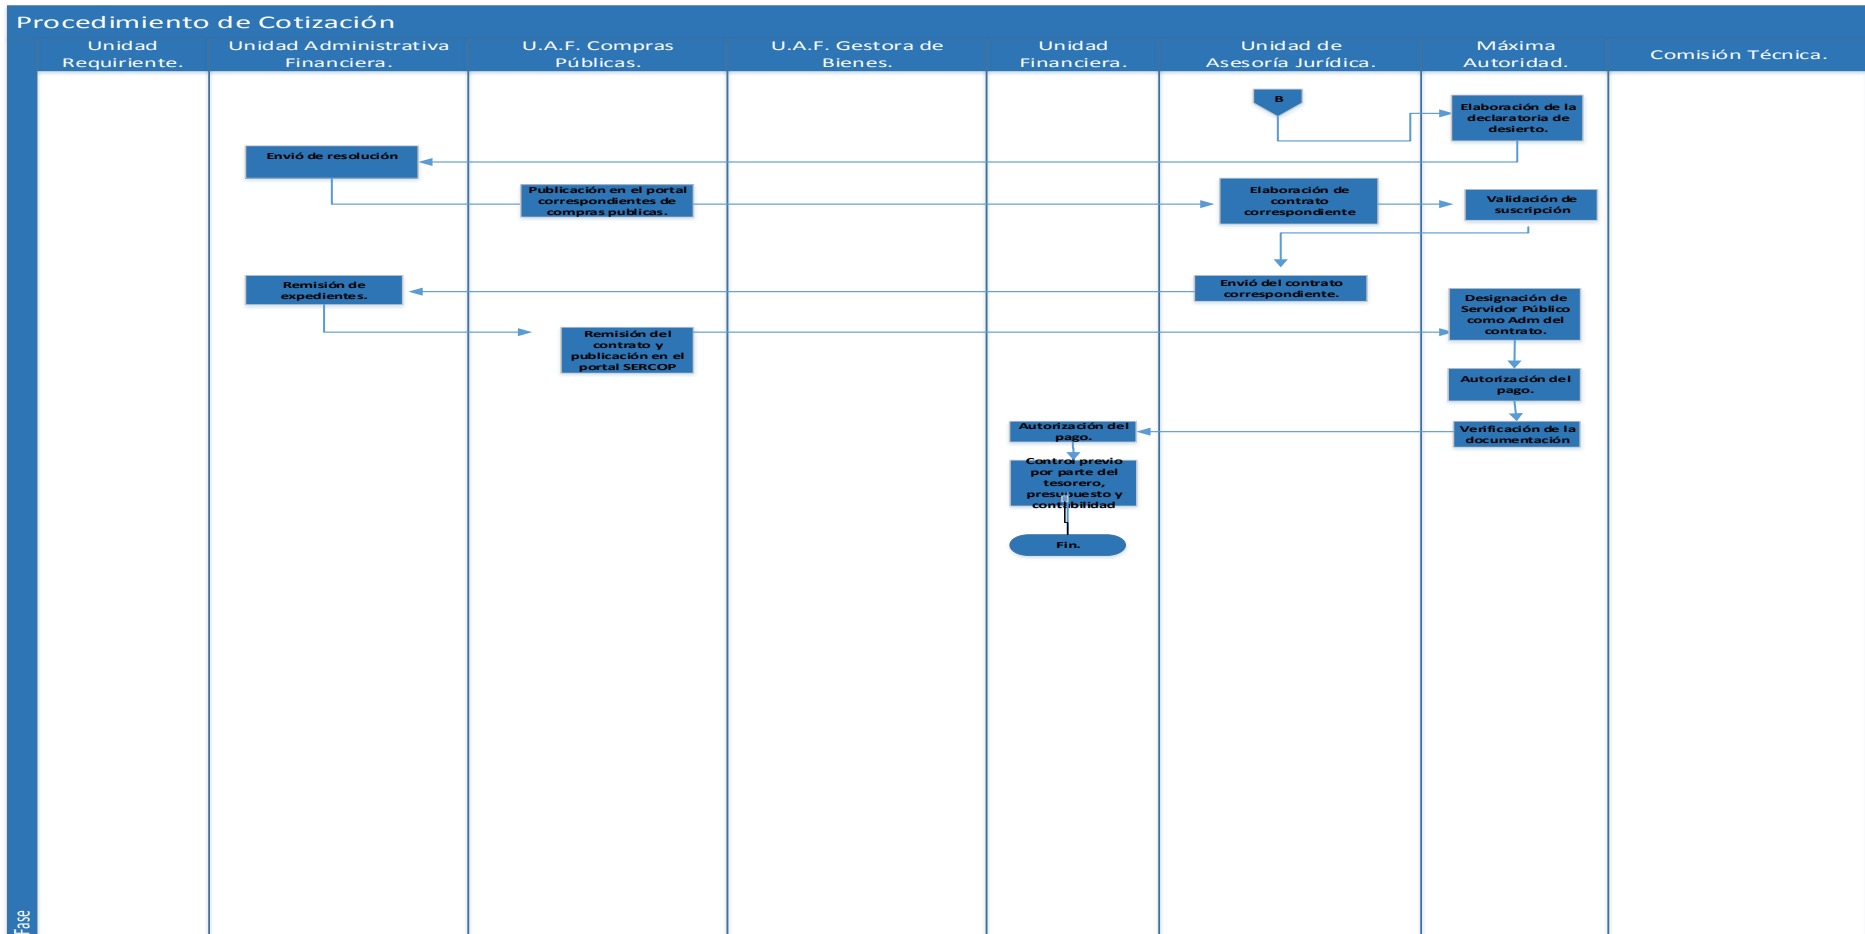 Procedimiento de Cotización
Unidad
Requiriente.
Unidad Administrativa
Financiera.
U.A.F. Compras
Públicas.
U.A.F. Gestora de
Bienes.
Unidad
Financiera.
Unidad de
Asesoría Jurídica.
Máxima
Autoridad.
Comisión Técnica.
B
Elaboración de la
declaratoria de
desierto.
Envió de resolución
Publicación en el portal
correspondientes de
compras publicas.
Elaboración de
contrato
correspondiente
Validación de
suscripción
Remisión de
expedientes.
Envió del contrato
correspondiente.
Designación de
Servidor Público
como Adm del
contrato.
Remisión del
contrato y
publicación en el
portal SERCOP
Autorización del
pago.
Autorización del
pago.
Verificación de la
documentación
Control previo
por parte del
tesorero,
presupuesto y
contabilidad
Fin.
Fase